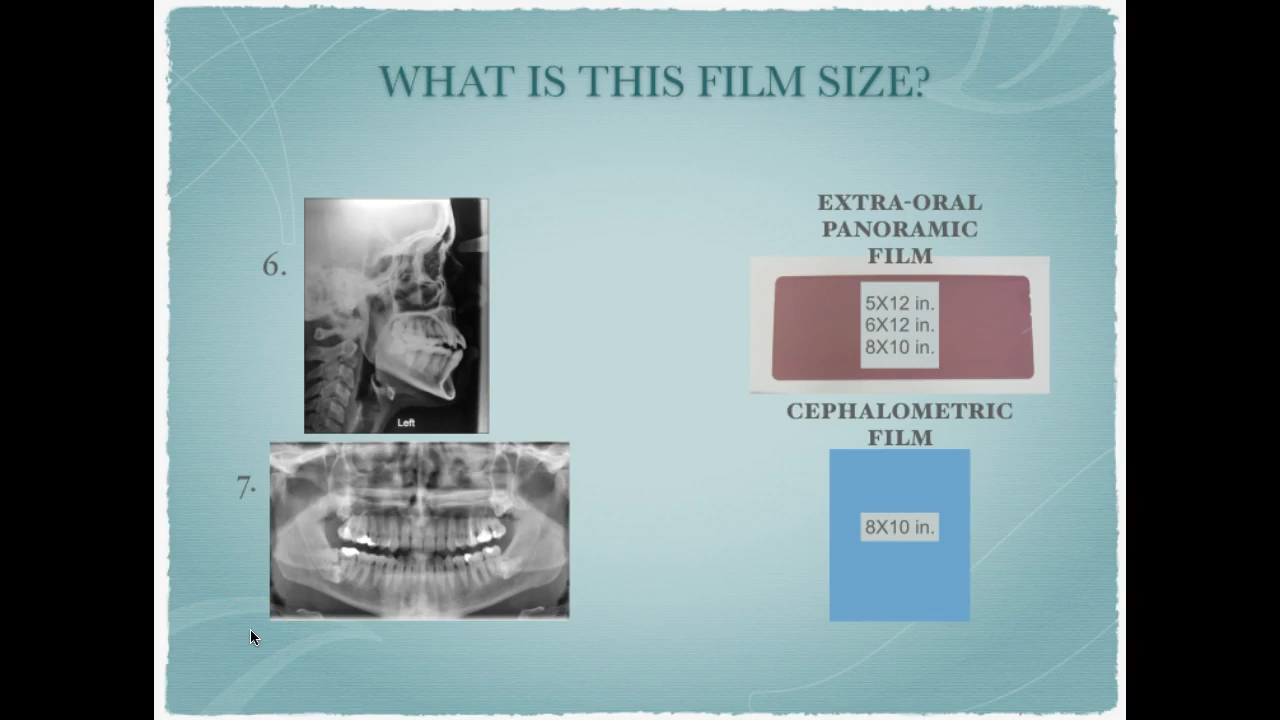 WHAT IS THIS FILM SIZE?
6.
Left
7.
EXTRA-ORAL
PANORAMIC
FILM
5X12 in.
6X12 in.
8X10 in.
CEPHALOMETRIC
FILM
8X10 in.